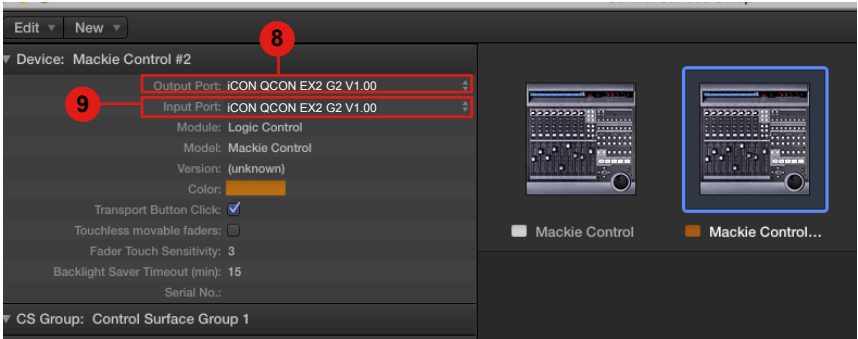 Edit ▾ New ▾
8
▼ Device: Mackie Control #2
Output Port: iCON QCON EX2 G2 V1.00
9
Input Port: iCON QCON EX2 G2 V1.00
Module: Logic Control
Model: Mackie Control
Version: (unknown)
Color:
Transport Button Click:
Touchless movable faders:
Fader Touch Sensitivity: 3
Backlight Saver Timeout (min): 15
Serial No.:
▼ CS Group: Control Surface Group 1
Mackie Control
Mackie Control...